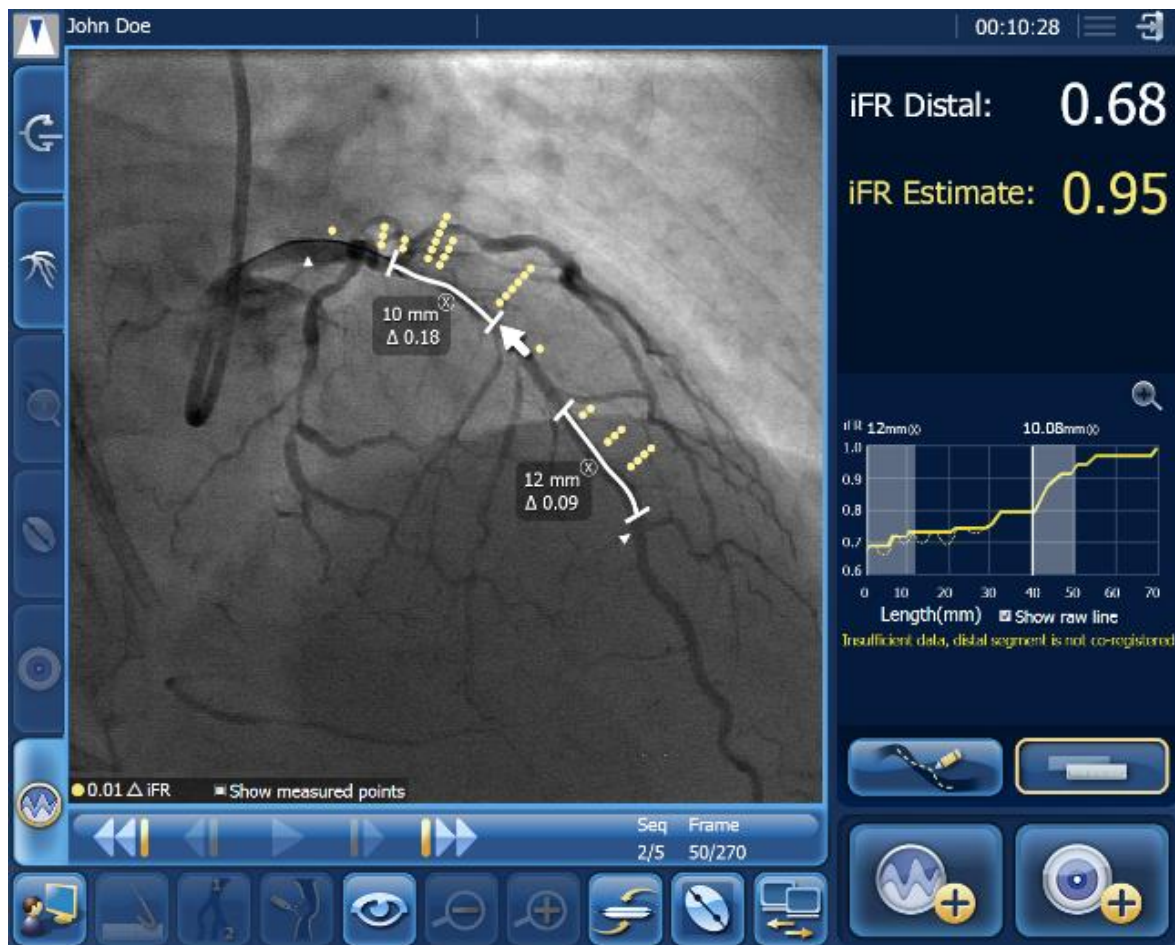 John Doe
00:10:28
iFR Distal: 0.68
iFR Estimate: 0.95
10 mm
Δ 0.18
12 mm
Δ 0.09
iFR 12mm 10.08mm
1.0
0.9
0.8
0.7
0.6
0 10 20 30 40 50 60 70
Length(mm) Show raw line
Insufficient data, distal segment is not co-registered
0.01 △ iFR Show measured points
Seq Frame
2/5 50/270
1
2